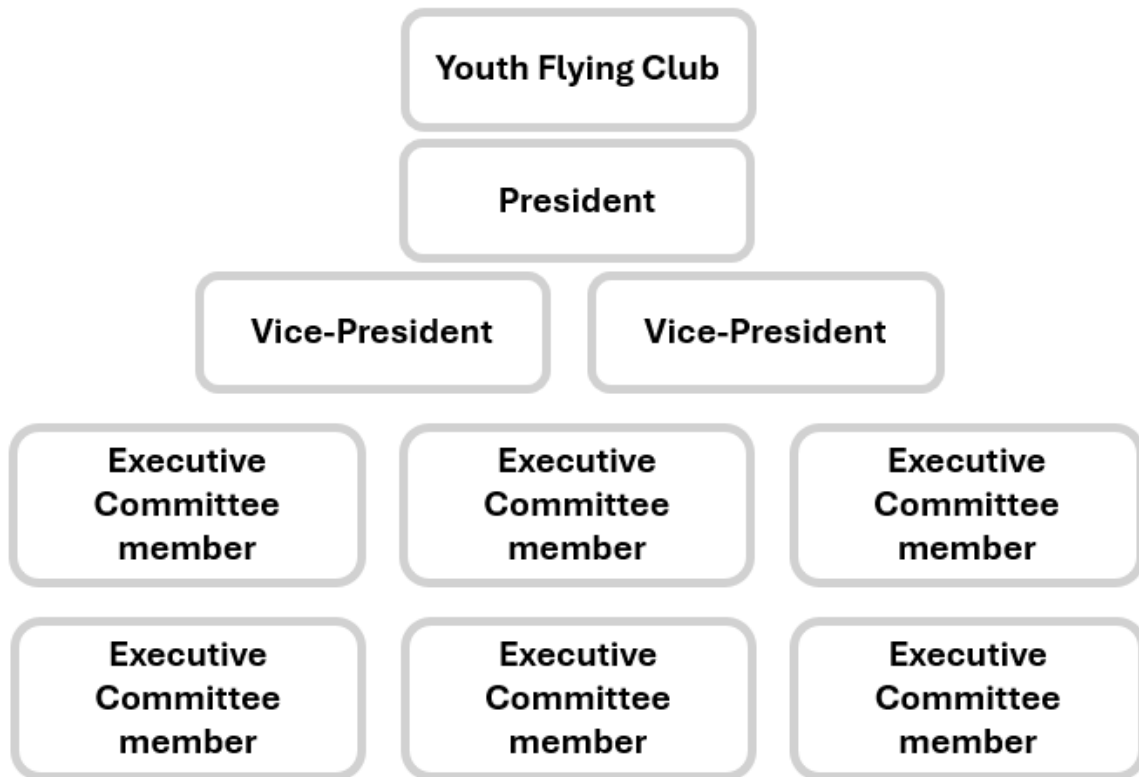 Youth Flying Club
President
Vice-President
Vice-President
Executive
Committee
member
Executive
Committee
member
Executive
Committee
member
Executive
Committee
member
Executive
Committee
member
Executive
Committee
member